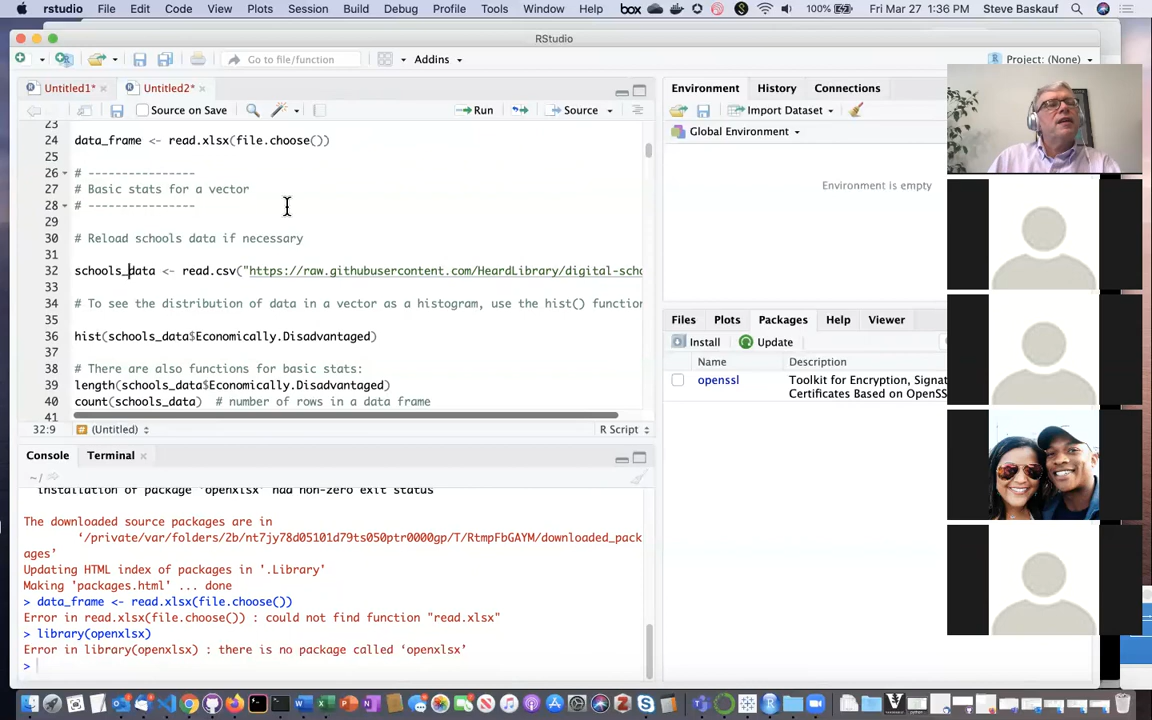 rstudio File Edit Code View Plots Session Build Debug Profile Tools Window Help box 100% Fri Mar 27 1:36 PM Steve Baskauf
RStudio
Go to file/function Addins Project: (None)
Untitled1* Untitled2*
Source on Save Run Source
23
24 data_frame <- read.xlsx(file.choose())
25
26 # ----------------
27 # Basic stats for a vector
28 # ----------------
29
30 # Reload schools data if necessary
31
32 schools_data <- read.csv("https://raw.githubusercontent.com/HeardLibrary/digital-scho
33
34 # To see the distribution of data in a vector as a histogram, use the hist() function
35
36 hist(schools_data$Economically.Disadvantaged)
37
38 # There are also functions for basic stats:
39 length(schools_data$Economically.Disadvantaged)
40 count(schools_data) # number of rows in a data frame
41
32:9 (Untitled) R Script
Console Terminal
~/
installation of package ‘openxlsx’ had non-zero exit status
The downloaded source packages are in
‘/private/var/folders/2b/nt7jy78d05101d79ts050ptr0000gp/T/RtmpFbGAYM/downloaded_pack
ages’
Updating HTML index of packages in '.Library'
Making 'packages.html' ... done
> data_frame <- read.xlsx(file.choose())
Error in read.xlsx(file.choose()) : could not find function "read.xlsx"
> library(openxlsx)
Error in library(openxlsx) : there is no package called ‘openxlsx’
>
Environment History Connections
Import Dataset
Global Environment
Environment is empty
Files Plots Packages Help Viewer
Install Update
Name Description
openssl Toolkit for Encryption, Signat
Certificates Based on OpenSS